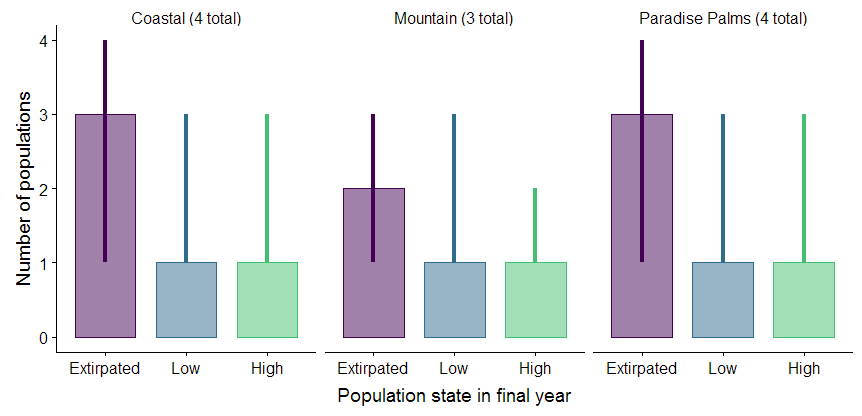 Coastal (4 total)
Mountain (3 total)
Paradise Palms (4 total)
Number of populations
4
3
2
1
0
Extirpated Low High
Extirpated Low High
Extirpated Low High
Population state in final year